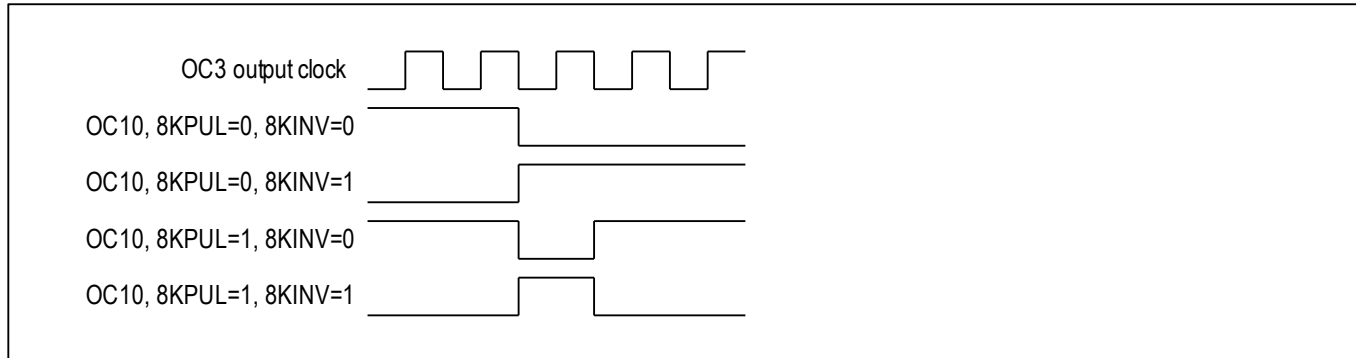 OC3 output clock
OC10, 8KPUL=0, 8KINV=0
OC10, 8KPUL=0, 8KINV=1
OC10, 8KPUL=1, 8KINV=0
OC10, 8KPUL=1, 8KINV=1